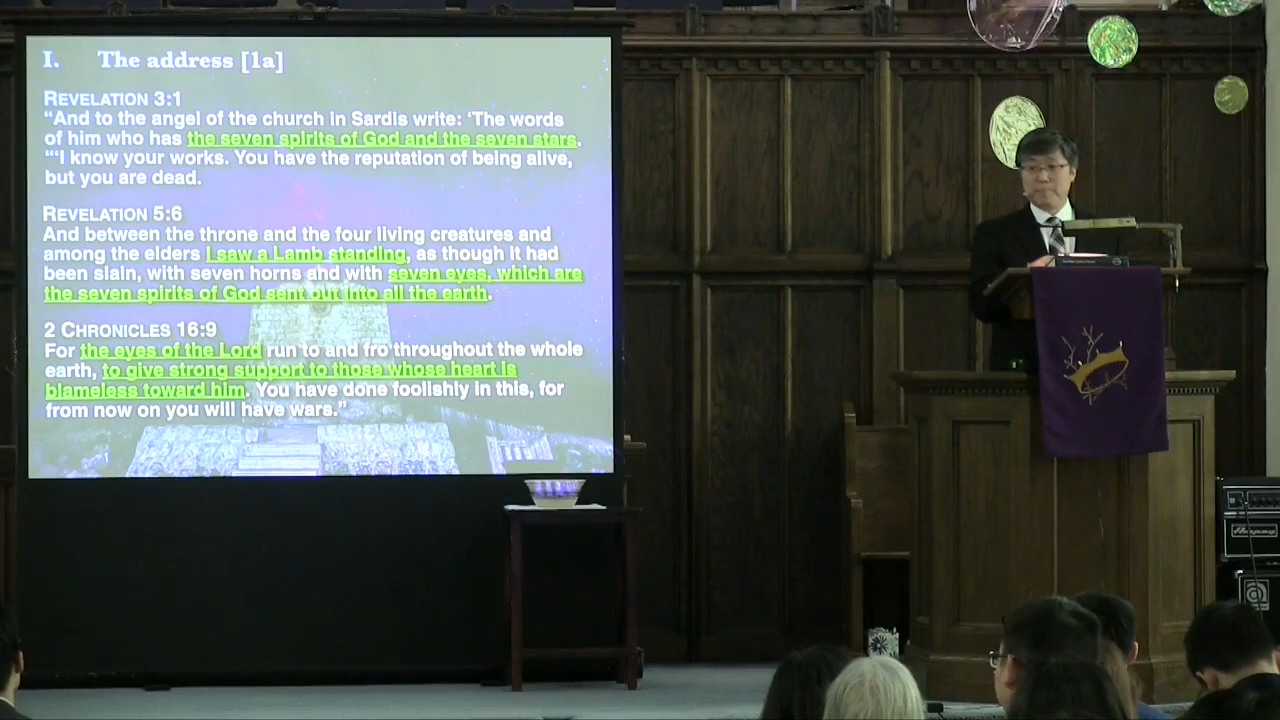 I. The address [1a]
REVELATION 3:1
“And to the angel of the church in Sardis write: ‘The words
of him who has the seven spirits of God and the seven stars.
“‘I know your works. You have the reputation of being alive,
but you are dead.
REVELATION 5:6
And between the throne and the four living creatures and
among the elders I saw a Lamb standing, as though it had
been slain, with seven horns and with seven eyes, which are
the seven spirits of God sent out into all the earth.
2 CHRONICLES 16:9
For the eyes of the Lord run to and fro throughout the whole
earth, to give strong support to those whose heart is
blameless toward him. You have done foolishly in this, for
from now on you will have wars.”
Ampeg